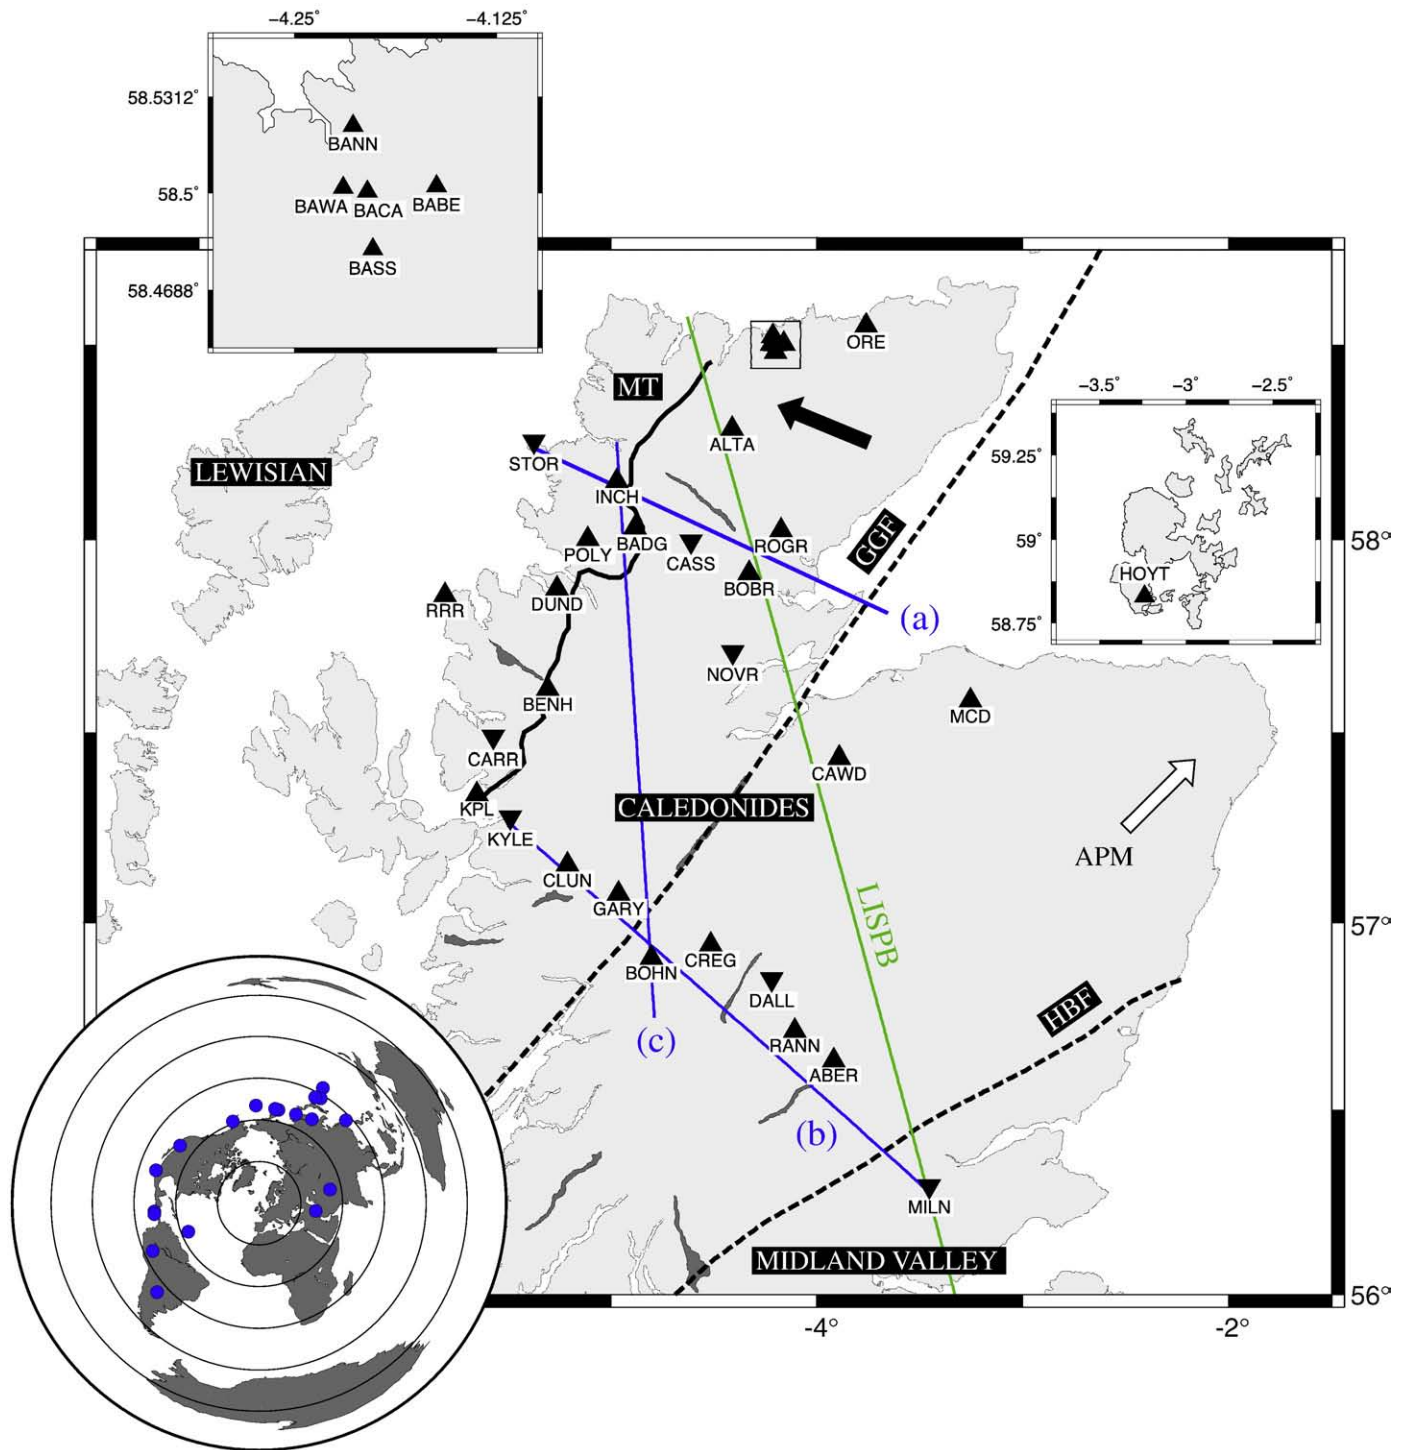 -4.25°
-4.125°
58.5312°
BANN
58.5°
BAWA
BACA
BABE
BASS
58.4688°
ORE
MT
-3.5°
-3°
-2.5°
ALTA
STOR
LEWISIAN
59.25°
INCH
GGF
58°
BADG
ROGR
59°
POLY
CASS
HOYT
BOBR
RRR
DUND
(a)
58.75°
NOVR
BENH
MCD
CARR
CAWD
KPL
CALEDONIDES
KYLE
APM
CLUN
GARY
LISPB
57°
CREG
BOHN
DALL
HBF
(c)
RANN
ABER
(b)
MILN
MIDLAND VALLEY
56°
-4°
-2°